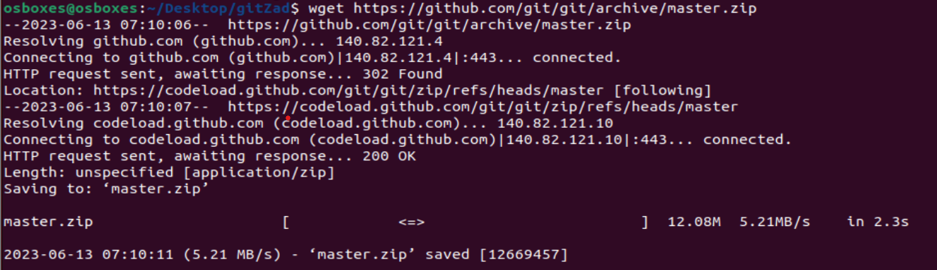 osboxes@osboxes:~/Desktop/gitZad$ wget https://github.com/git/git/archive/master.zip
--2023-06-13 07:10:06--  https://github.com/git/git/archive/master.zip
Resolving github.com (github.com)... 140.82.121.4
Connecting to github.com (github.com)|140.82.121.4|:443... connected.
HTTP request sent, awaiting response... 302 Found
Location: https://codeload.github.com/git/git/zip/refs/heads/master [following]
--2023-06-13 07:10:07--  https://codeload.github.com/git/git/zip/refs/heads/master
Resolving codeload.github.com (codeload.github.com)... 140.82.121.10
Connecting to codeload.github.com (codeload.github.com)|140.82.121.10|:443... connected.
HTTP request sent, awaiting response... 200 OK
Length: unspecified [application/zip]
Saving to: ‘master.zip’
master.zip                        [             <=>                          ]  12.08M  5.21MB/s    in 2.3s
2023-06-13 07:10:11 (5.21 MB/s) - ‘master.zip’ saved [12669457]